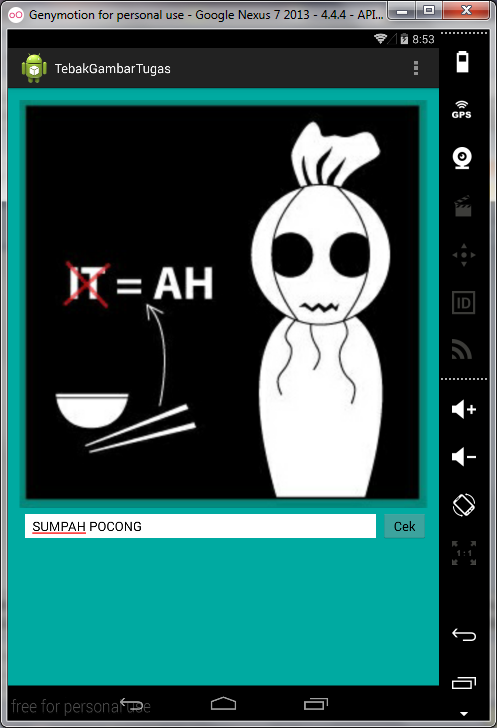 Genymotion for personal use - Google Nexus 7 2013 - 4.4.4 - API...
8:53
TebakGambarTugas
GPS
IT = AH
ID
SUMPAH POCONG
Cek
1:1
free for personal use